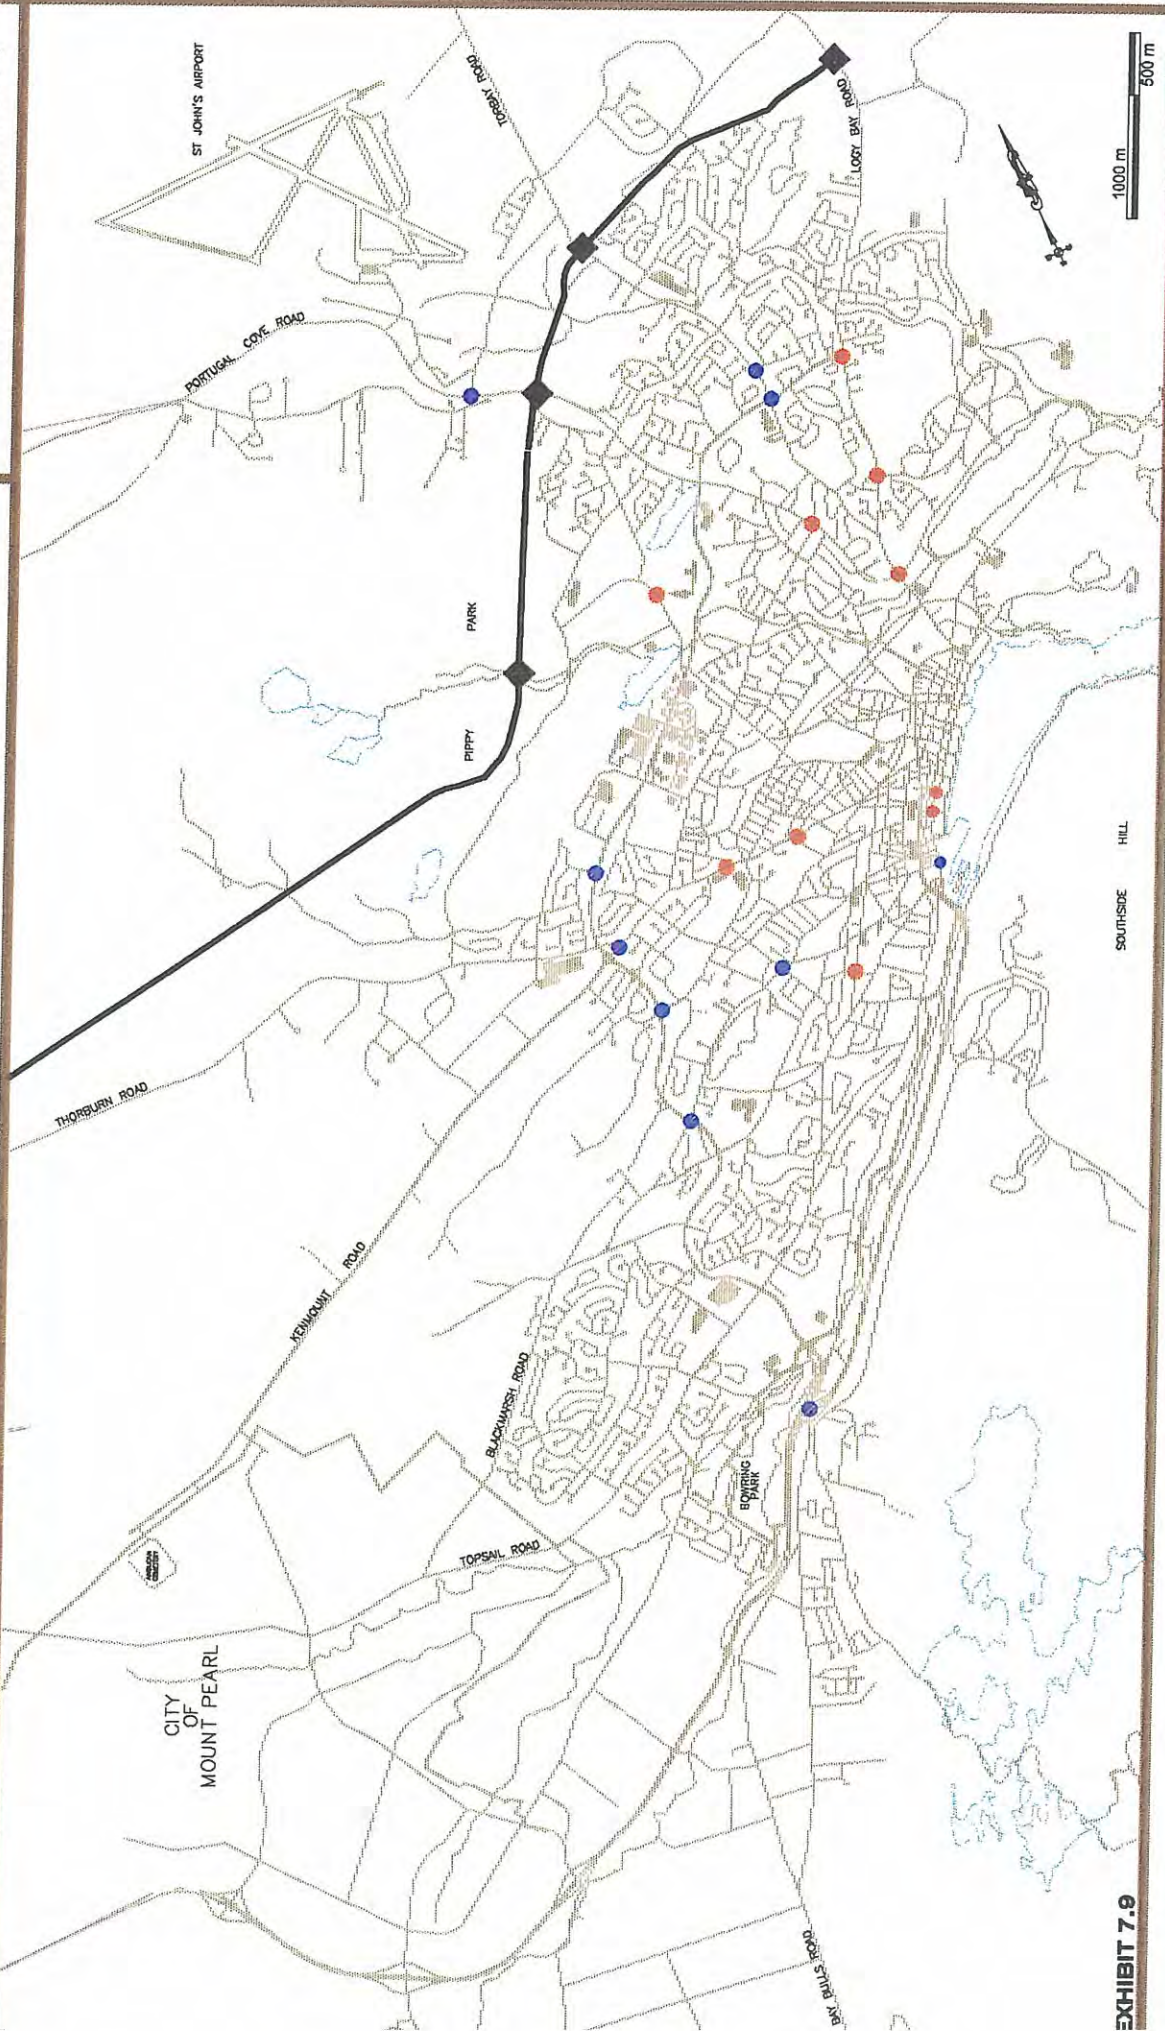 ST JOHN'S AIRPORT
TORBAY ROAD
LOGY BAY ROAD
500 m
1000 m
PORTUGAL COVE ROAD
PIPPY PARK
SOUTHSIDE HILL
THORBURN ROAD
KENMOUNT ROAD
BLACKMARSH ROAD
BOWRING
PARK
TOPSAIL ROAD
CITY
OF
MOUNT PEARL
BAY BULLS ROAD
EXHIBIT 7.9